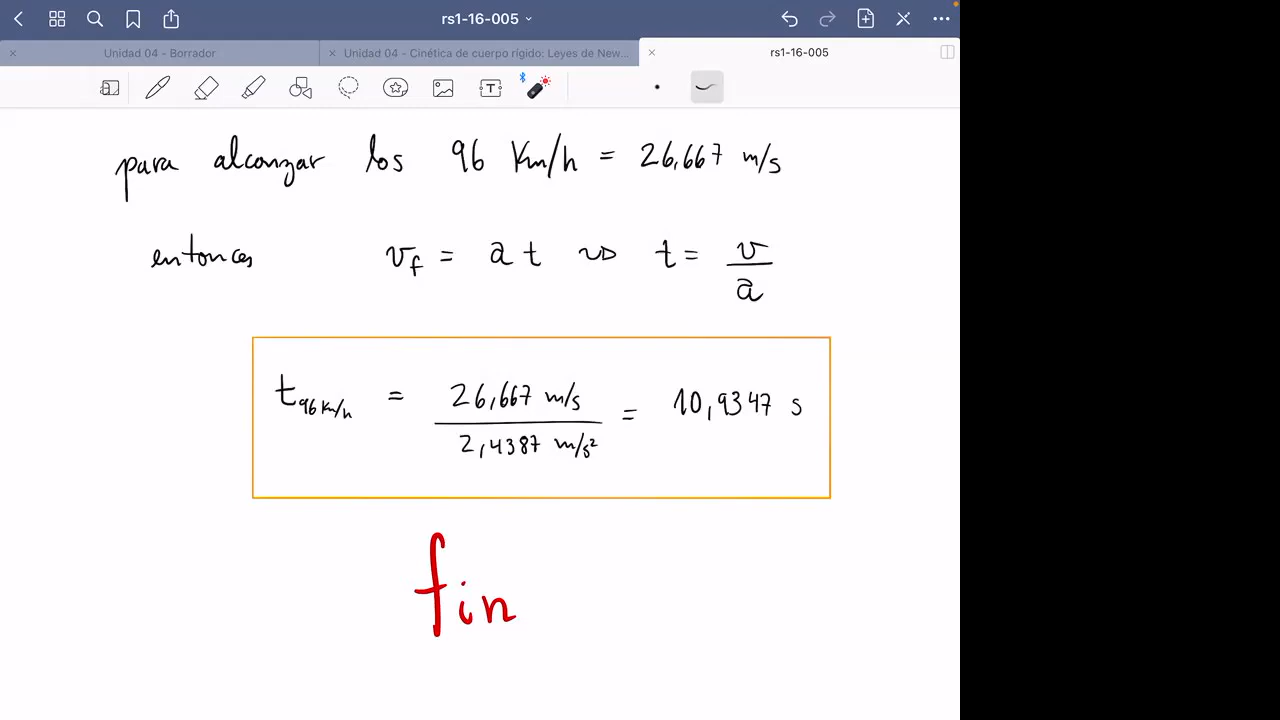 rs1-16-005
Unidad 04 - Borrador
Unidad 04 - Cinética de cuerpo rígido: Leyes de New...
rs1-16-005
para alcanzar los 96 Km/h = 26,667 m/s
entonces v_f = a t ⇝ t = v/a
t_96 Km/h = 26,667 m/s / 2,4387 m/s² = 10,9347 s
fin